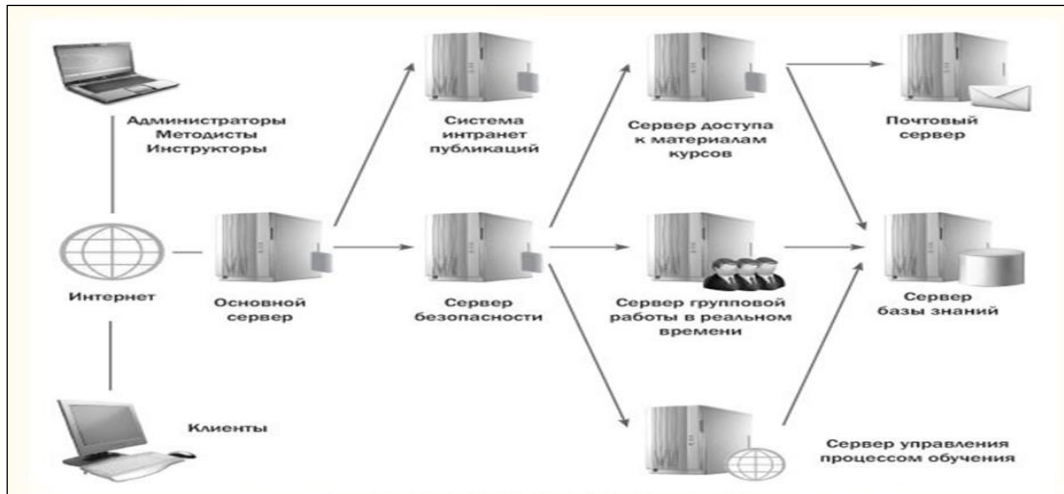 Администраторы
Методисты
Инструкторы
Система
интранет
публикаций
Сервер доступа
к материалам
курсов
Почтовый
сервер
Интернет
Основной
сервер
Сервер
безопасности
Сервер групповой
работы в реальном
времени
Сервер
базы знаний
Клиенты
Сервер управления
процессом обучения